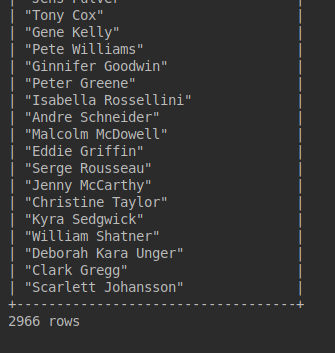 | "Tony Cox" |
| "Gene Kelly" |
| "Pete Williams" |
| "Ginnifer Goodwin" |
| "Peter Greene" |
| "Isabella Rossellini" |
| "Andre Schneider" |
| "Malcolm McDowell" |
| "Eddie Griffin" |
| "Serge Rousseau" |
| "Jenny McCarthy" |
| "Christine Taylor" |
| "Kyra Sedgwick" |
| "William Shatner" |
| "Deborah Kara Unger" |
| "Clark Gregg" |
| "Scarlett Johansson" |
+-----------------------------------+
2966 rows